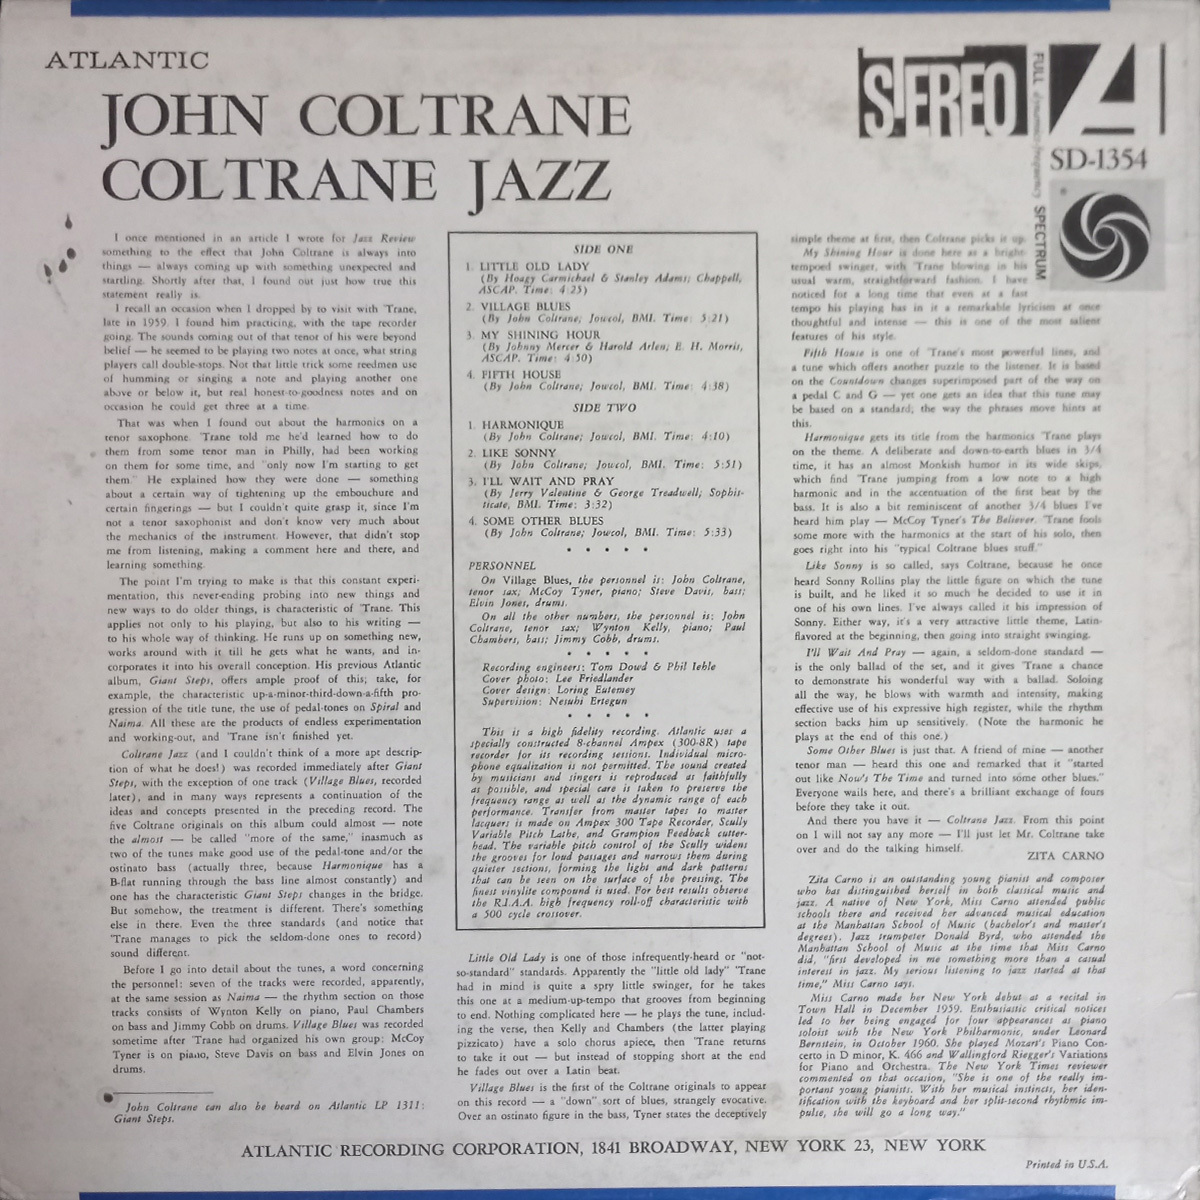 ATLANTIC
JOHN COLTRANE
COLTRANE JAZZ
STEREO
FULL dynamics-frequency SPECTRUM
SD-1354
I once mentioned in an article I wrote for Jazz Review
something to the effect that John Coltrane is always into
things — always coming up with something unexpected and
startling. Shortly after that, I found out just how true this
statement really is.
I recall an occasion when I dropped by to visit with 'Trane,
late in 1959. I found him practicing, with the tape recorder
going. The sounds coming out of that tenor of his were beyond
belief — he seemed to be playing two notes at once, what string
players call double-stops. Not that little trick some reedmen use
of humming or singing a note and playing another one
above or below it, but real honest-to-goodness notes and on
occasion he could get three at a time.
That was when I found out about the harmonics on a
tenor saxophone. 'Trane told me he'd learned how to do
them from some tenor man in Philly, had been working
on them for some time, and "only now I'm starting to get
them." He explained how they were done — something
about a certain way of tightening up the embouchure and
certain fingerings — but I couldn't quite grasp it, since I'm
not a tenor saxophonist and don't know very much about
the mechanics of the instrument. However, that didn't stop
me from listening, making a comment here and there, and
learning something.
The point I'm trying to make is that this constant experi-
mentation, this never-ending probing into new things and
new ways to do older things, is characteristic of 'Trane. This
applies not only to his playing, but also to his writing —
to his whole way of thinking. He runs up on something new,
works around with it till he gets what he wants, and in-
corporates it into his overall conception. His previous Atlantic
album, Giant Steps, offers ample proof of this; take, for
example, the characteristic up-a-minor-third-down-a-fifth pro-
gression of the title tune, the use of pedal-tones on Spiral and
Naima. All these are the products of endless experimentation
and working-out, and 'Trane isn't finished yet.
Coltrane Jazz (and I couldn't think of a more apt descrip-
tion of what he does!) was recorded immediately after Giant
Steps, with the exception of one track (Village Blues, recorded
later), and in many ways represents a continuation of the
ideas and concepts presented in the preceding record. The
five Coltrane originals on this album could almost — note
the almost — be called "more of the same," inasmuch as
two of the tunes make good use of the pedal-tone and/or the
ostinato bass (actually three, because Harmonique has a
B-flat running through the bass line almost constantly) and
one has the characteristic Giant Steps changes in the bridge.
But somehow, the treatment is different. There's something
else in there. Even the three standards (and notice that
'Trane manages to pick the seldom-done ones to record)
sound different.
Before I go into detail about the tunes, a word concerning
the personnel: seven of the tracks were recorded, apparently,
at the same session as Naima — the rhythm section on those
tracks consists of Wynton Kelly on piano, Paul Chambers
on bass and Jimmy Cobb on drums. Village Blues was recorded
sometime after 'Trane had organized his own group: McCoy
Tyner is on piano, Steve Davis on bass and Elvin Jones on
drums.
John Coltrane can also be heard on Atlantic LP 1311:
Giant Steps.
SIDE ONE
1. LITTLE OLD LADY
(By Hoagy Carmichael & Stanley Adams; Chappell,
ASCAP. Time: 4:25)
2. VILLAGE BLUES
(By John Coltrane; Jowcol, BMI. Time: 5:21)
3. MY SHINING HOUR
(By Johnny Mercer & Harold Arlen; E. H. Morris,
ASCAP. Time: 4:50)
4. FIFTH HOUSE
(By John Coltrane; Jowcol, BMI. Time: 4:38)
SIDE TWO
1. HARMONIQUE
(By John Coltrane; Jowcol, BMI. Time: 4:10)
2. LIKE SONNY
(By John Coltrane; Jowcol, BMI. Time: 5:51)
3. I'LL WAIT AND PRAY
(By Jerry Valentine & George Treadwell; Sophis-
ticate, BMI. Time: 3:32)
4. SOME OTHER BLUES
(By John Coltrane; Jowcol, BMI. Time: 5:33)
• • • • •
PERSONNEL
On Village Blues, the personnel is: John Coltrane,
tenor sax; McCoy Tyner, piano; Steve Davis, bass;
Elvin Jones, drums.
On all the other numbers, the personnel is: John
Coltrane, tenor sax; Wynton Kelly, piano; Paul
Chambers, bass; Jimmy Cobb, drums.
• • • • •
Recording engineers: Tom Dowd & Phil Iehle
Cover photo: Lee Friedlander
Cover design: Loring Eutemey
Supervision: Nesuhi Ertegun
• • • • •
This is a high fidelity recording. Atlantic uses a
specially constructed 8-channel Ampex (300-8R) tape
recorder for its recording sessions. Individual micro-
phone equalization is not permitted. The sound created
by musicians and singers is reproduced as faithfully
as possible, and special care is taken to preserve the
frequency range as well as the dynamic range of each
performance. Transfer from master tapes to master
lacquers is made on Ampex 300 Tape Recorder, Scully
Variable Pitch Lathe, and Grampion Feedback cutter-
head. The variable pitch control of the Scully widens
the grooves for loud passages and narrows them during
quieter sections, forming the light and dark patterns
that can be seen on the surface of the pressing. The
finest vinylite compound is used. For best results observe
the R.I.A.A. high frequency roll-off characteristic with
a 500 cycle crossover.
Little Old Lady is one of those infrequently-heard or "not-
so-standard" standards. Apparently the "little old lady" 'Trane
had in mind is quite a spry little swinger, for he takes
this one at a medium-up-tempo that grooves from beginning
to end. Nothing complicated here — he plays the tune, includ-
ing the verse, then Kelly and Chambers (the latter playing
pizzicato) have a solo chorus apiece, then 'Trane returns
to take it out — but instead of stopping short at the end
he fades out over a Latin beat.
Village Blues is the first of the Coltrane originals to appear
on this record — a "down" sort of blues, strangely evocative.
Over an ostinato figure in the bass, Tyner states the deceptively
simple theme at first, then Coltrane picks it up.
My Shining Hour is done here as a bright-
tempoed swinger, with 'Trane blowing in his
usual warm, straightforward fashion. I have
noticed for a long time that even at a fast
tempo his playing has in it a remarkable lyricism at once
thoughtful and intense — this is one of the most salient
features of his style.
Fifth House is one of 'Trane's most powerful lines, and
a tune which offers another puzzle to the listener. It is based
on the Countdown changes superimposed part of the way on
a pedal C and G — yet one gets an idea that this tune may
be based on a standard; the way the phrases move hints at
this.
Harmonique gets its title from the harmonics 'Trane plays
on the theme. A deliberate and down-to-earth blues in 3/4
time, it has an almost Monkish humor in its wide skips,
which find 'Trane jumping from a low note to a high
harmonic and in the accentuation of the first beat by the
bass. It is also a bit reminiscent of another 3/4 blues I've
heard him play — McCoy Tyner's The Believer. 'Trane fools
some more with the harmonics at the start of his solo, then
goes right into his "typical Coltrane blues stuff."
Like Sonny is so called, says Coltrane, because he once
heard Sonny Rollins play the little figure on which the tune
is built, and he liked it so much he decided to use it in
one of his own lines. I've always called it his impression of
Sonny. Either way, it's a very attractive little theme, Latin-
flavored at the beginning, then going into straight swinging.
I'll Wait And Pray — again, a seldom-done standard —
is the only ballad of the set, and it gives 'Trane a chance
to demonstrate his wonderful way with a ballad. Soloing
all the way, he blows with warmth and intensity, making
effective use of his expressive high register, while the rhythm
section backs him up sensitively. (Note the harmonic he
plays at the end of this one.)
Some Other Blues is just that. A friend of mine — another
tenor man — heard this one and remarked that it "started
out like Now's The Time and turned into some other blues."
Everyone wails here, and there's a brilliant exchange of fours
before they take it out.
And there you have it — Coltrane Jazz. From this point
on I will not say any more — I'll just let Mr. Coltrane take
over and do the talking himself.
ZITA CARNO
Zita Carno is an outstanding young pianist and composer
who has distinguished herself in both classical music and
jazz. A native of New York, Miss Carno attended public
schools there and received her advanced musical education
at the Manhattan School of Music (bachelor's and master's
degrees). Jazz trumpeter Donald Byrd, who attended the
Manhattan School of Music at the time that Miss Carno
did, "first developed in me something more than a casual
interest in jazz. My serious listening to jazz started at that
time," Miss Carno says.
Miss Carno made her New York debut at a recital in
Town Hall in December 1959. Enthusiastic critical notices
led to her being engaged for four appearances as piano
soloist with the New York Philharmonic, under Leonard
Bernstein, in October 1960. She played Mozart's Piano Con-
certo in D minor, K. 466 and Wallingford Riegger's Variations
for Piano and Orchestra. The New York Times reviewer
commented on that occasion, "She is one of the really im-
portant young pianists. With her musical instincts, her iden-
tification with the keyboard and her split-second rhythmic im-
pulse, she will go a long way."
ATLANTIC RECORDING CORPORATION, 1841 BROADWAY, NEW YORK 23, NEW YORK
Printed in U.S.A.